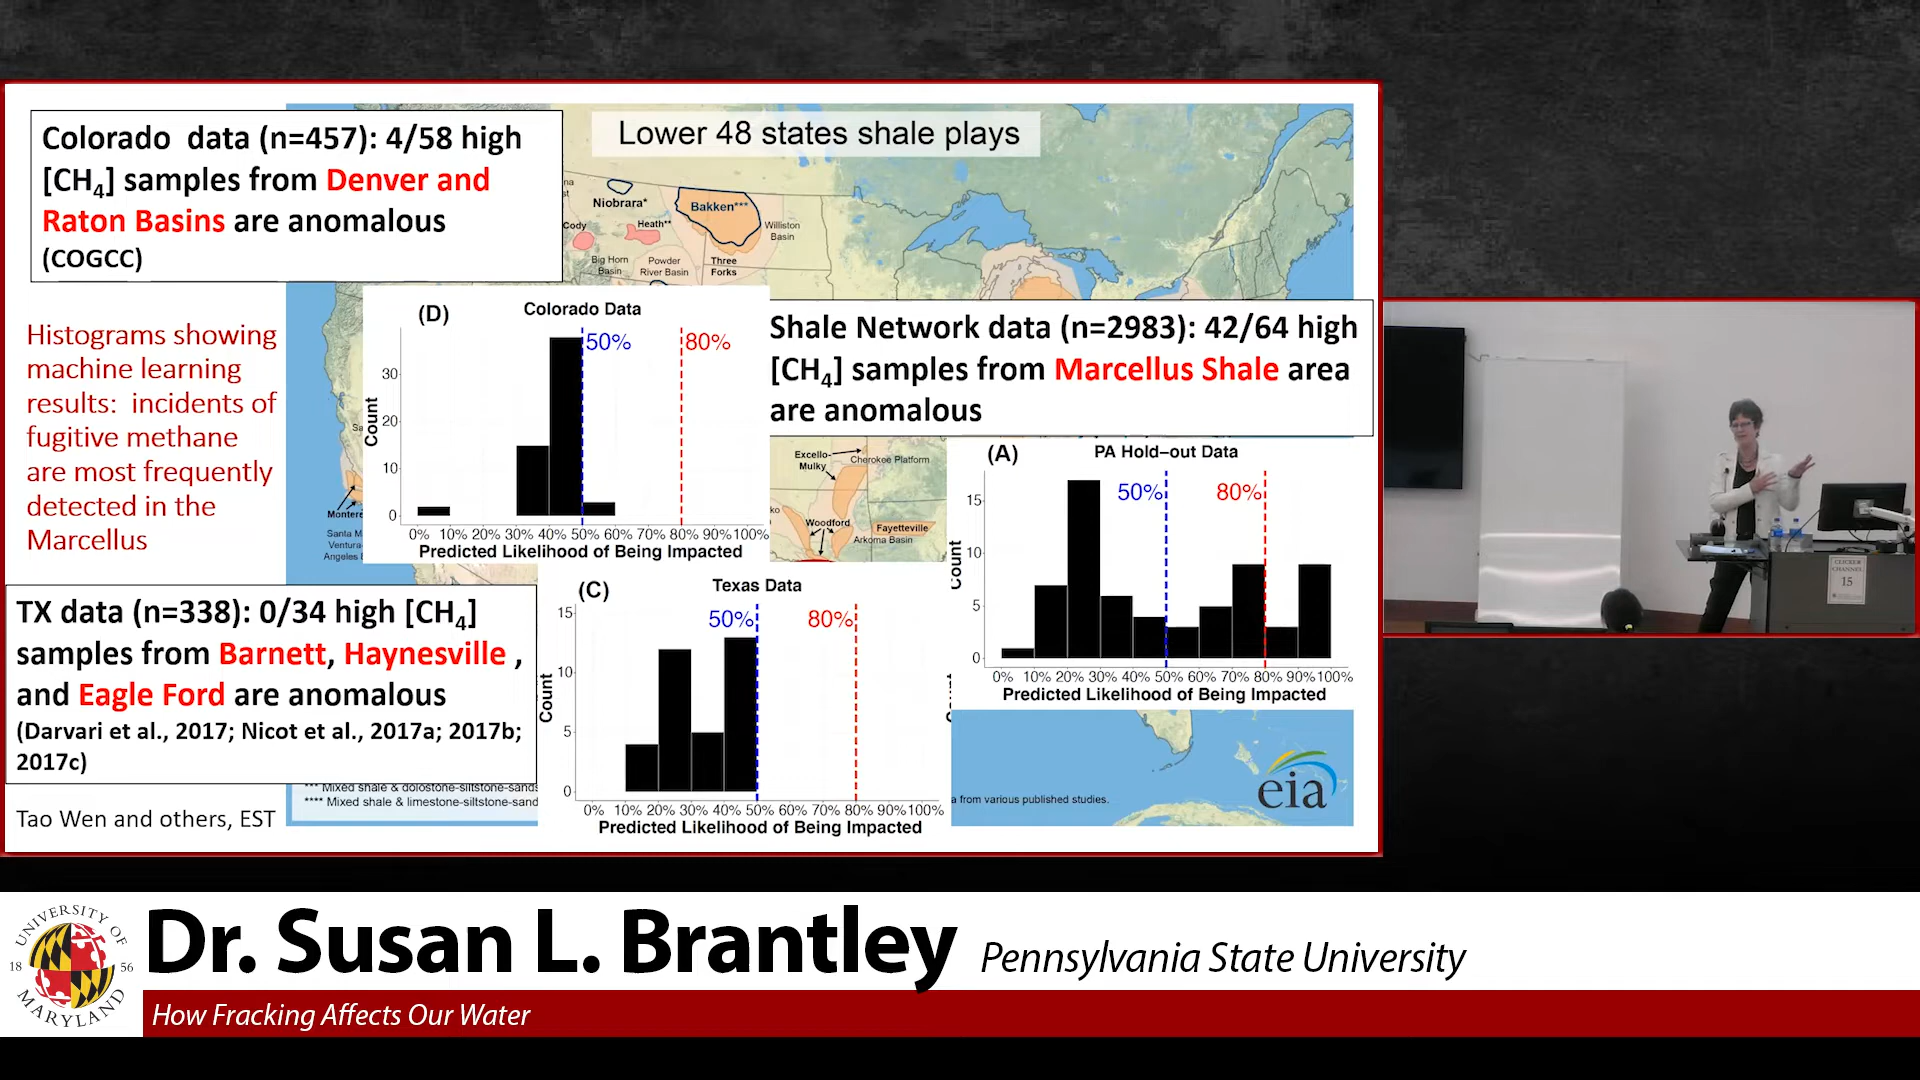 Colorado data (n=457): 4/58 high
[CH4] samples from Denver and
Raton Basins are anomalous
(COGCC)
Lower 48 states shale plays
Niobrara*
Bakken***
Cody
Heath**
Williston
Basin
Big Horn
Basin
Powder
River Basin
Three
Forks
Histograms showing
machine learning
results: incidents of
fugitive methane
are most frequently
detected in the
Marcellus
(D)
Colorado Data
50%
80%
30
20
10
0
Count
0% 10% 20% 30% 40% 50% 60% 70% 80% 90% 100%
Predicted Likelihood of Being Impacted
Shale Network data (n=2983): 42/64 high
[CH4] samples from Marcellus Shale area
are anomalous
Excello-
Mulky
Cherokee Platform
Woodford
Fayetteville
Arkoma Basin
(A)
PA Hold–out Data
50%
80%
15
10
5
0
Count
0% 10% 20% 30% 40% 50% 60% 70% 80% 90% 100%
Predicted Likelihood of Being Impacted
TX data (n=338): 0/34 high [CH4]
samples from Barnett, Haynesville ,
and Eagle Ford are anomalous
(Darvari et al., 2017; Nicot et al., 2017a; 2017b;
2017c)
(C)
Texas Data
50%
80%
15
10
5
0
Count
0% 10% 20% 30% 40% 50% 60% 70% 80% 90% 100%
Predicted Likelihood of Being Impacted
*** Mixed shale & dolostone-siltstone-sands
**** Mixed shale & limestone-siltstone-sand
a from various published studies.
eia
Tao Wen and others, EST
CLICKER
CHANNEL
15
UNIVERSITY OF
18 56
MARYLAND
Dr. Susan L. Brantley Pennsylvania State University
How Fracking Affects Our Water